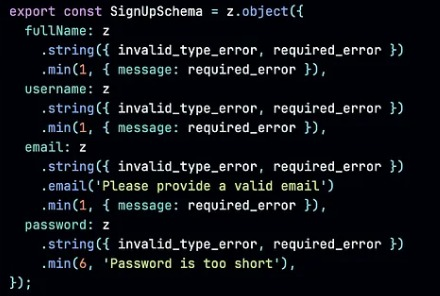 export const SignUpSchema = z.object({
  fullName: z
    .string({ invalid_type_error, required_error })
    .min(1, { message: required_error }),
  username: z
    .string({ invalid_type_error, required_error })
    .min(1, { message: required_error }),
  email: z
    .string({ invalid_type_error, required_error })
    .email('Please provide a valid email')
    .min(1, { message: required_error }),
  password: z
    .string({ invalid_type_error, required_error })
    .min(6, 'Password is too short'),
});